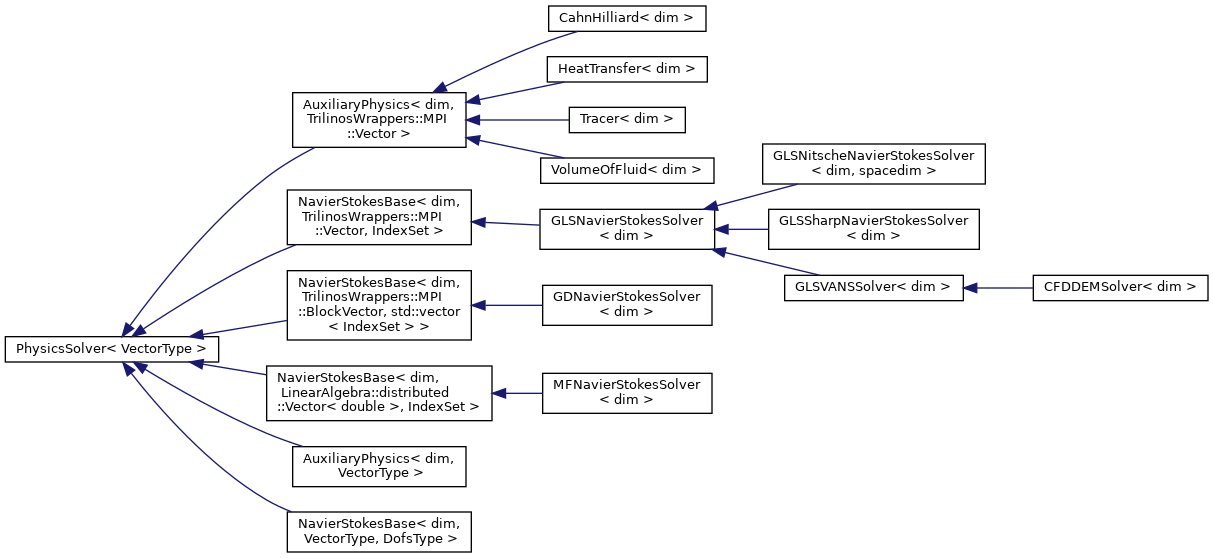 CahnHilliard< dim >
HeatTransfer< dim >
AuxiliaryPhysics< dim,
TrilinosWrappers::MPI
::Vector >
Tracer< dim >
VolumeOfFluid< dim >
GLSNitscheNavierStokesSolver
< dim, spacedim >
NavierStokesBase< dim,
TrilinosWrappers::MPI
::Vector, IndexSet >
GLSNavierStokesSolver
< dim >
GLSSharpNavierStokesSolver
< dim >
GLSVANSSolver< dim >
CFDDEMSolver< dim >
NavierStokesBase< dim,
TrilinosWrappers::MPI
::BlockVector, std::vector
< IndexSet > >
GDNavierStokesSolver
< dim >
PhysicsSolver< VectorType >
NavierStokesBase< dim,
LinearAlgebra::distributed
::Vector< double >, IndexSet >
MFNavierStokesSolver
< dim >
AuxiliaryPhysics< dim,
VectorType >
NavierStokesBase< dim,
VectorType, DofsType >